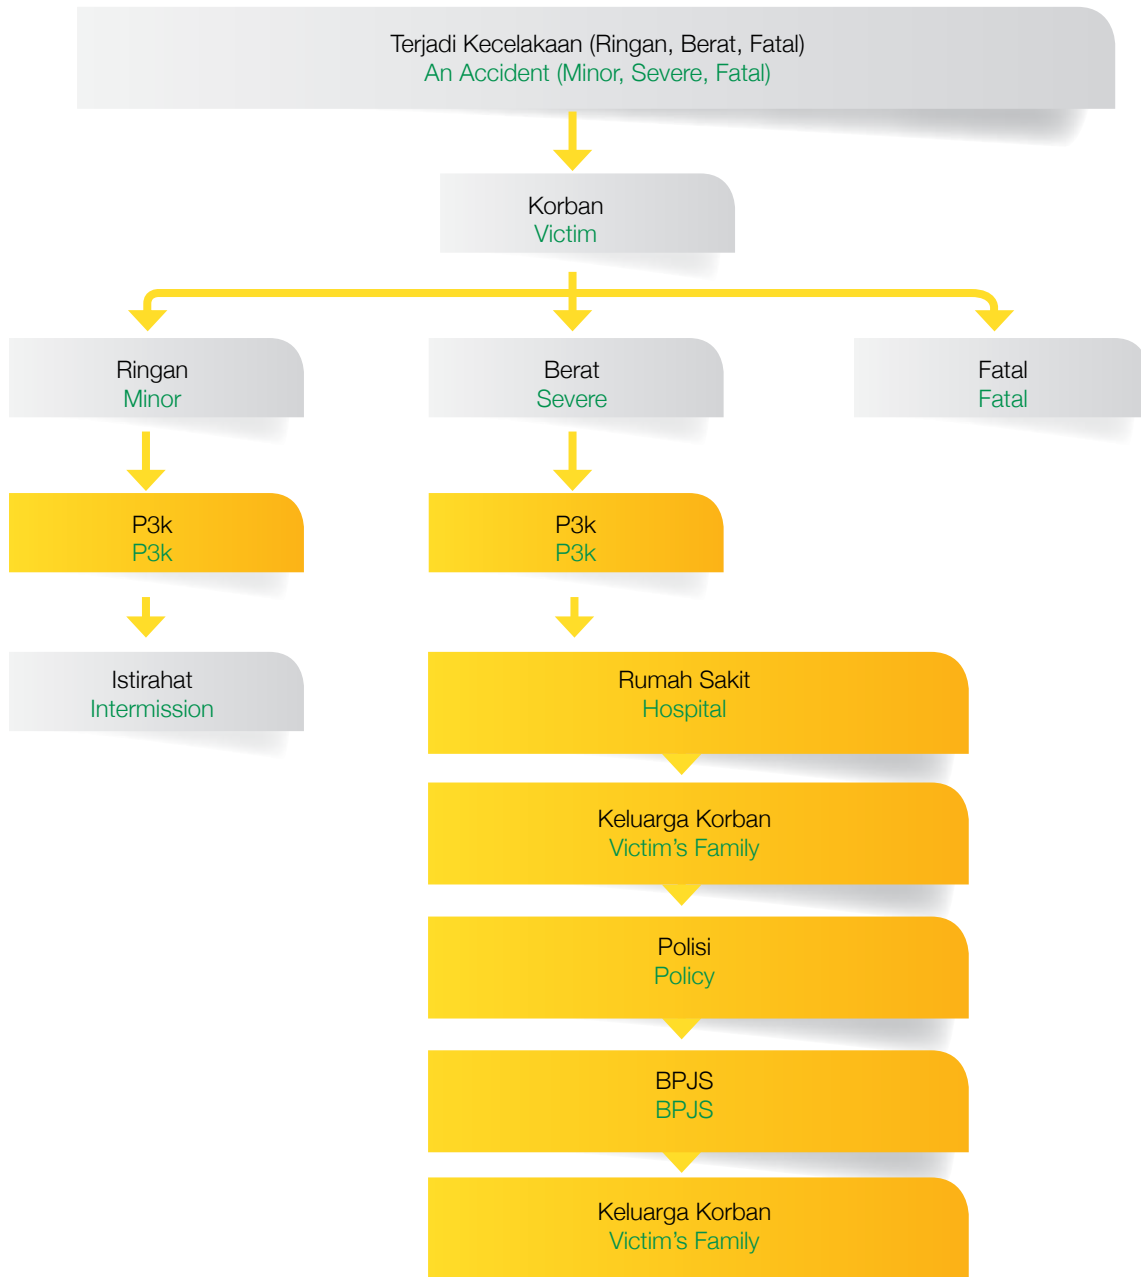 Terjadi Kecelakaan (Ringan, Berat, Fatal)
An Accident (Minor, Severe, Fatal)
Korban
Victim
Ringan
Minor
Berat
Severe
Fatal
Fatal
P3k
P3k
P3k
P3k
Istirahat
Intermission
Rumah Sakit
Hospital
Keluarga Korban
Victim’s Family
Polisi
Policy
BPJS
BPJS
Keluarga Korban
Victim’s Family